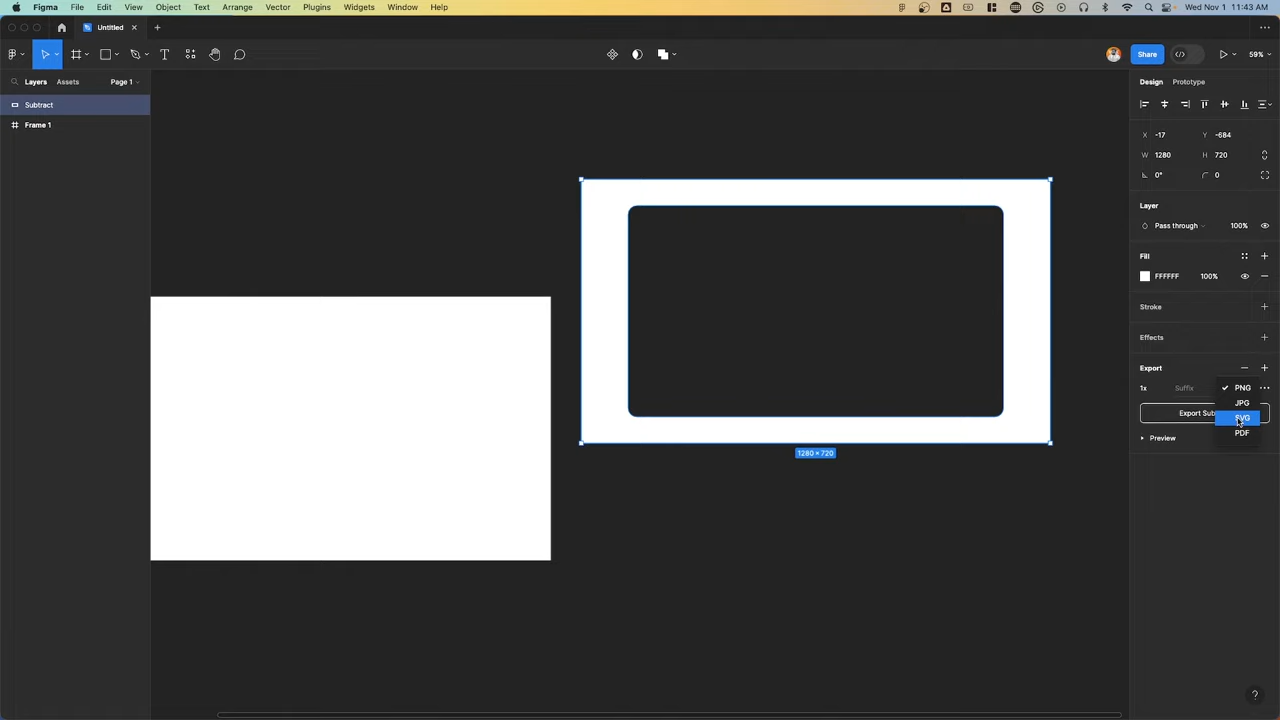 Figma File Edit View Object Text Arrange Vector Plugins Widgets Window Help Wed Nov 1 11:43 AM
Untitled
Share 59%
Layers Assets Page 1
Design Prototype
Subtract
Frame 1
X -17 Y -684
W 1280 H 720
0° 0
Layer
Pass through 100%
Fill
FFFFFF 100%
Stroke
Effects
Export
1x Suffix PNG
JPG
Export Sub
SVG
PDF
Preview
1280 × 720
?